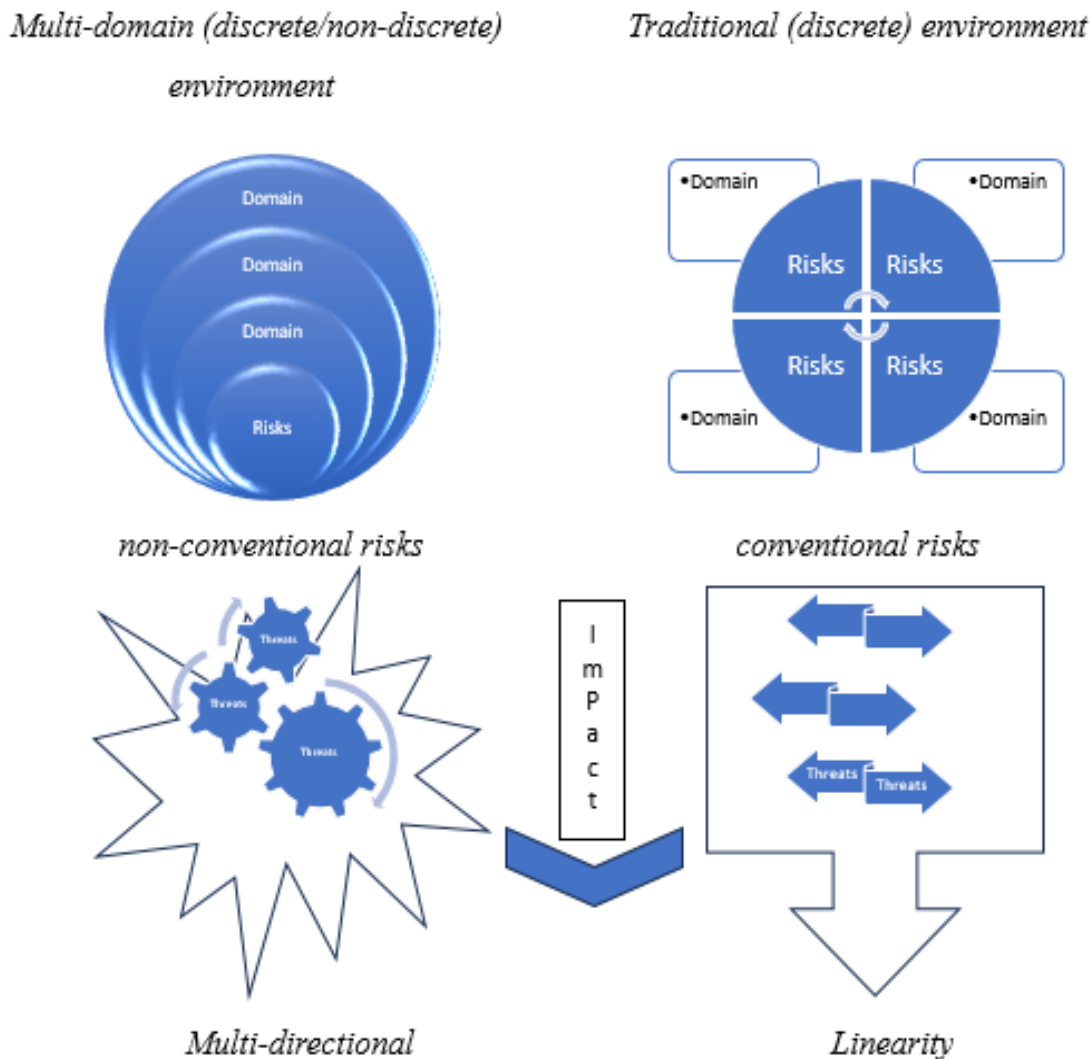 Multi-domain (discrete/non-discrete)
environment
Traditional (discrete) environment
Domain
Domain
Domain
Risks
•Domain
•Domain
Risks
Risks
Risks
Risks
•Domain
•Domain
non-conventional risks
conventional risks
Threats
Threats
Threats
I
m
P
a
c
t
Threats
Threats
Multi-directional
Linearity